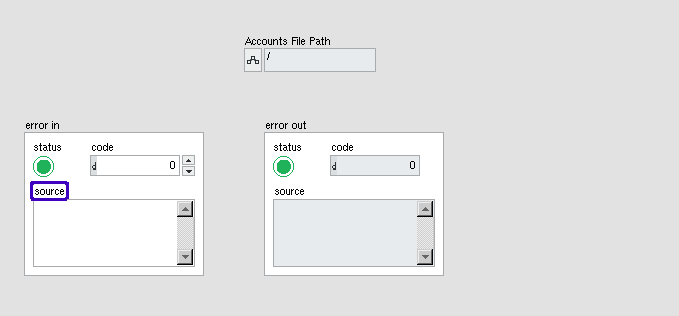 Accounts File Path
/
error in
error out
status
code
status
code
d
0
d
0
source
source